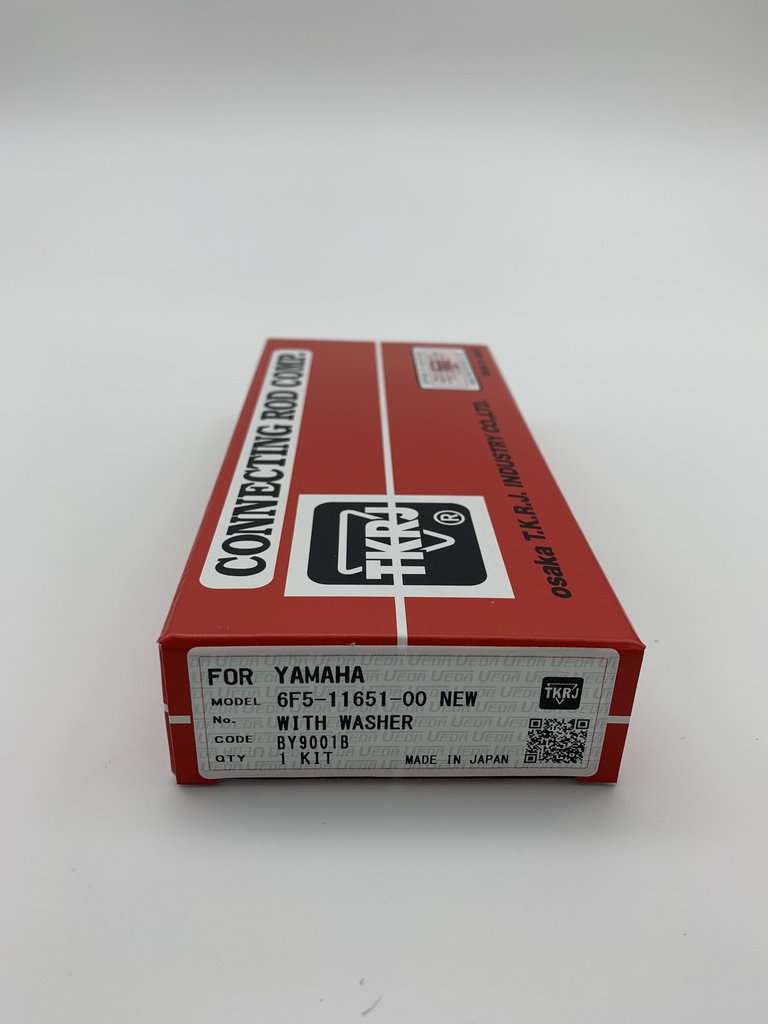 CONNECTING ROD COMP.
TKRJ
®
osaka T.K.R.J. INDUSTRY CO.,LTD.
FOR YAMAHA
MODEL 6F5-11651-00 NEW
No. WITH WASHER
CODE BY9001B
QTY 1 KIT MADE IN JAPAN
TKRJ